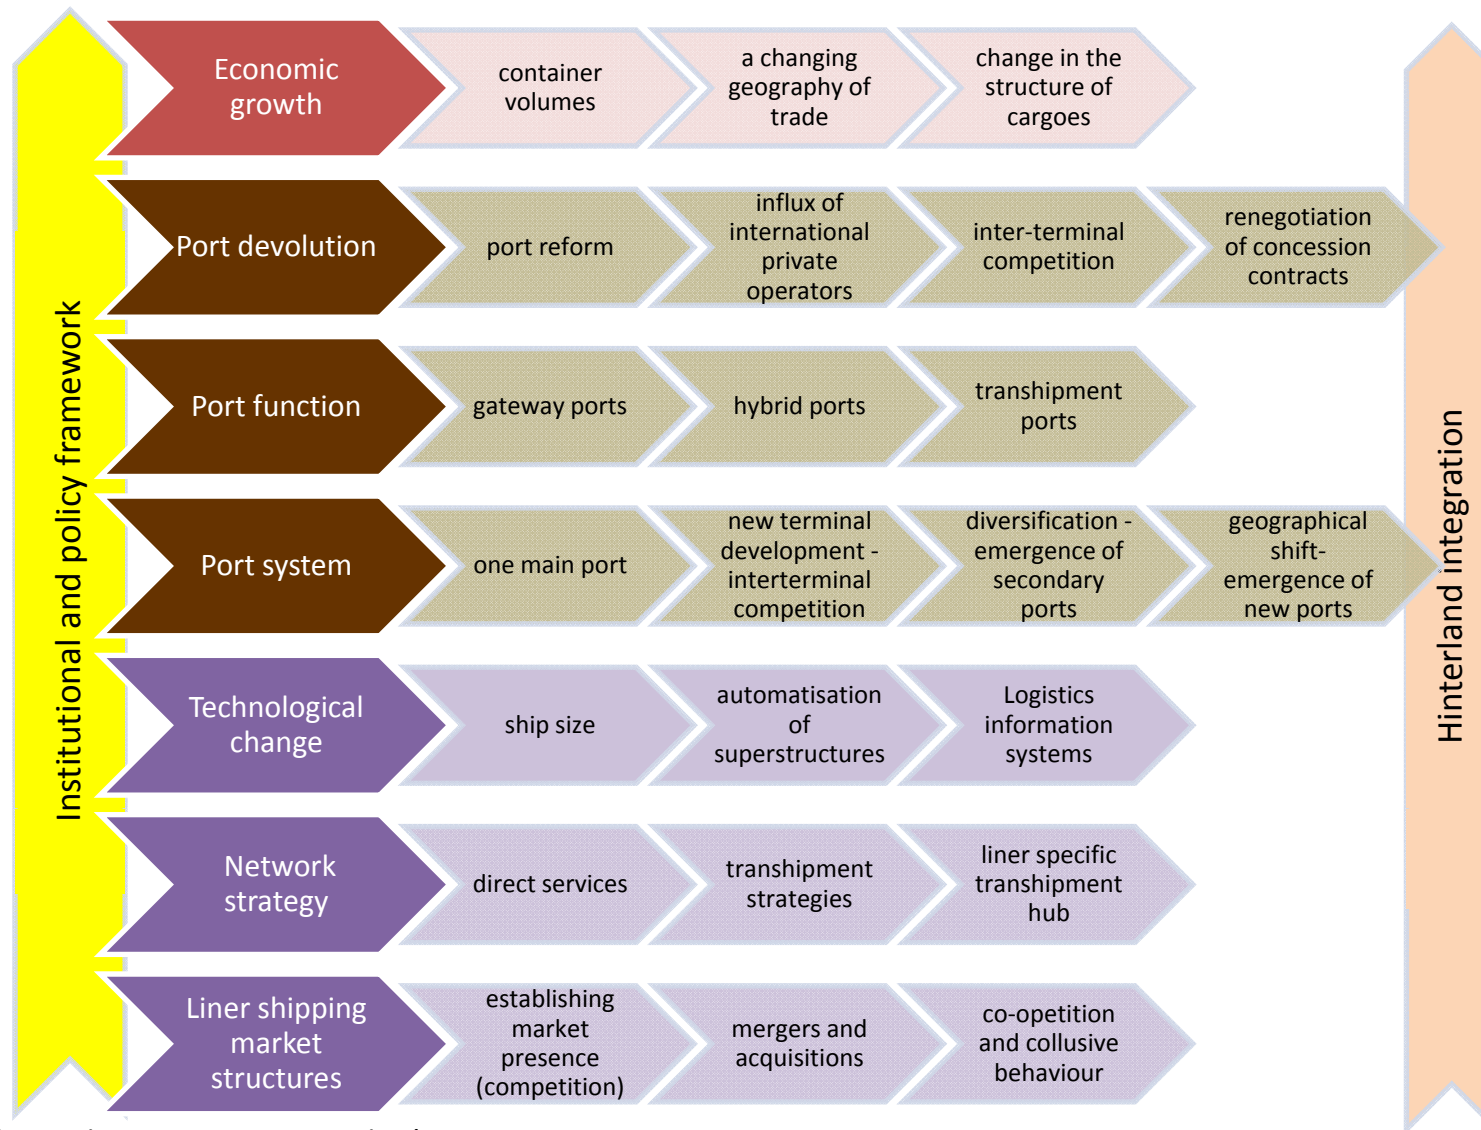 Institutional and policy framework
Economic
growth
container
volumes
a changing
geography of
trade
change in the
structure of
cargoes
Port devolution
port reform
influx of
international
private
operators
inter-terminal
competition
renegotiation
of concession
contracts
Port function
gateway ports
hybrid ports
transhipment
ports
Port system
one main port
new terminal
development -
interterminal
competition
diversification -
emergence of
secondary
ports
geographical
shift-
emergence of
new ports
Technological
change
ship size
automatisation
of
superstructures
Logistics
information
systems
Network
strategy
direct services
transhipment
strategies
liner specific
transhipment
hub
Liner shipping
market
structures
establishing
market
presence
(competition)
mergers and
acquisitions
co-opetition
and collusive
behaviour
Hinterland integration